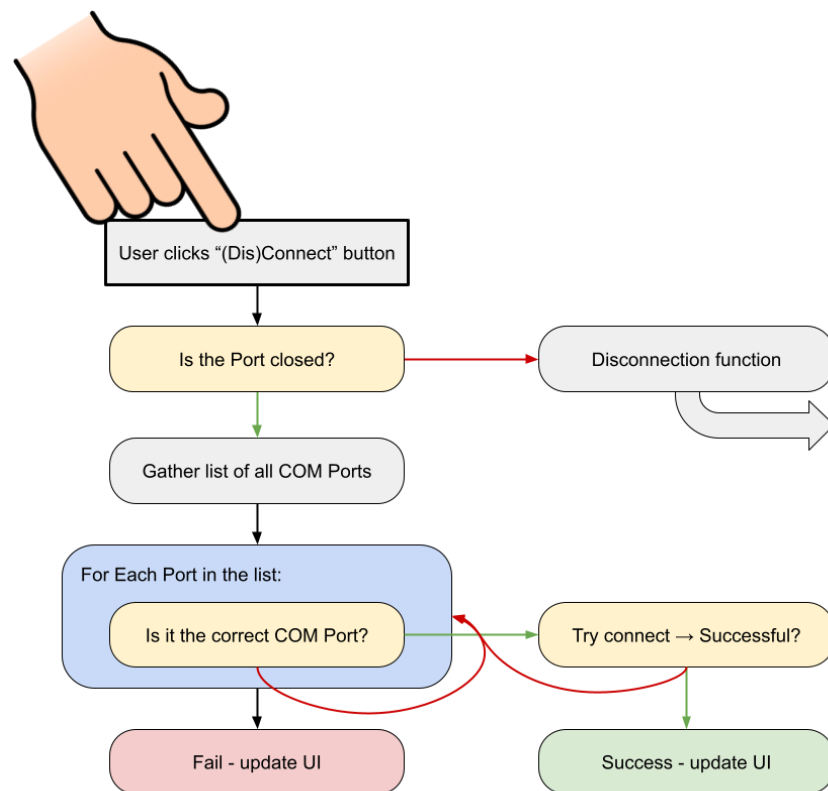 User clicks “(Dis)Connect” button
Is the Port closed?
Disconnection function
Gather list of all COM Ports
For Each Port in the list:
Is it the correct COM Port?
Try connect → Successful?
Fail - update UI
Success - update UI